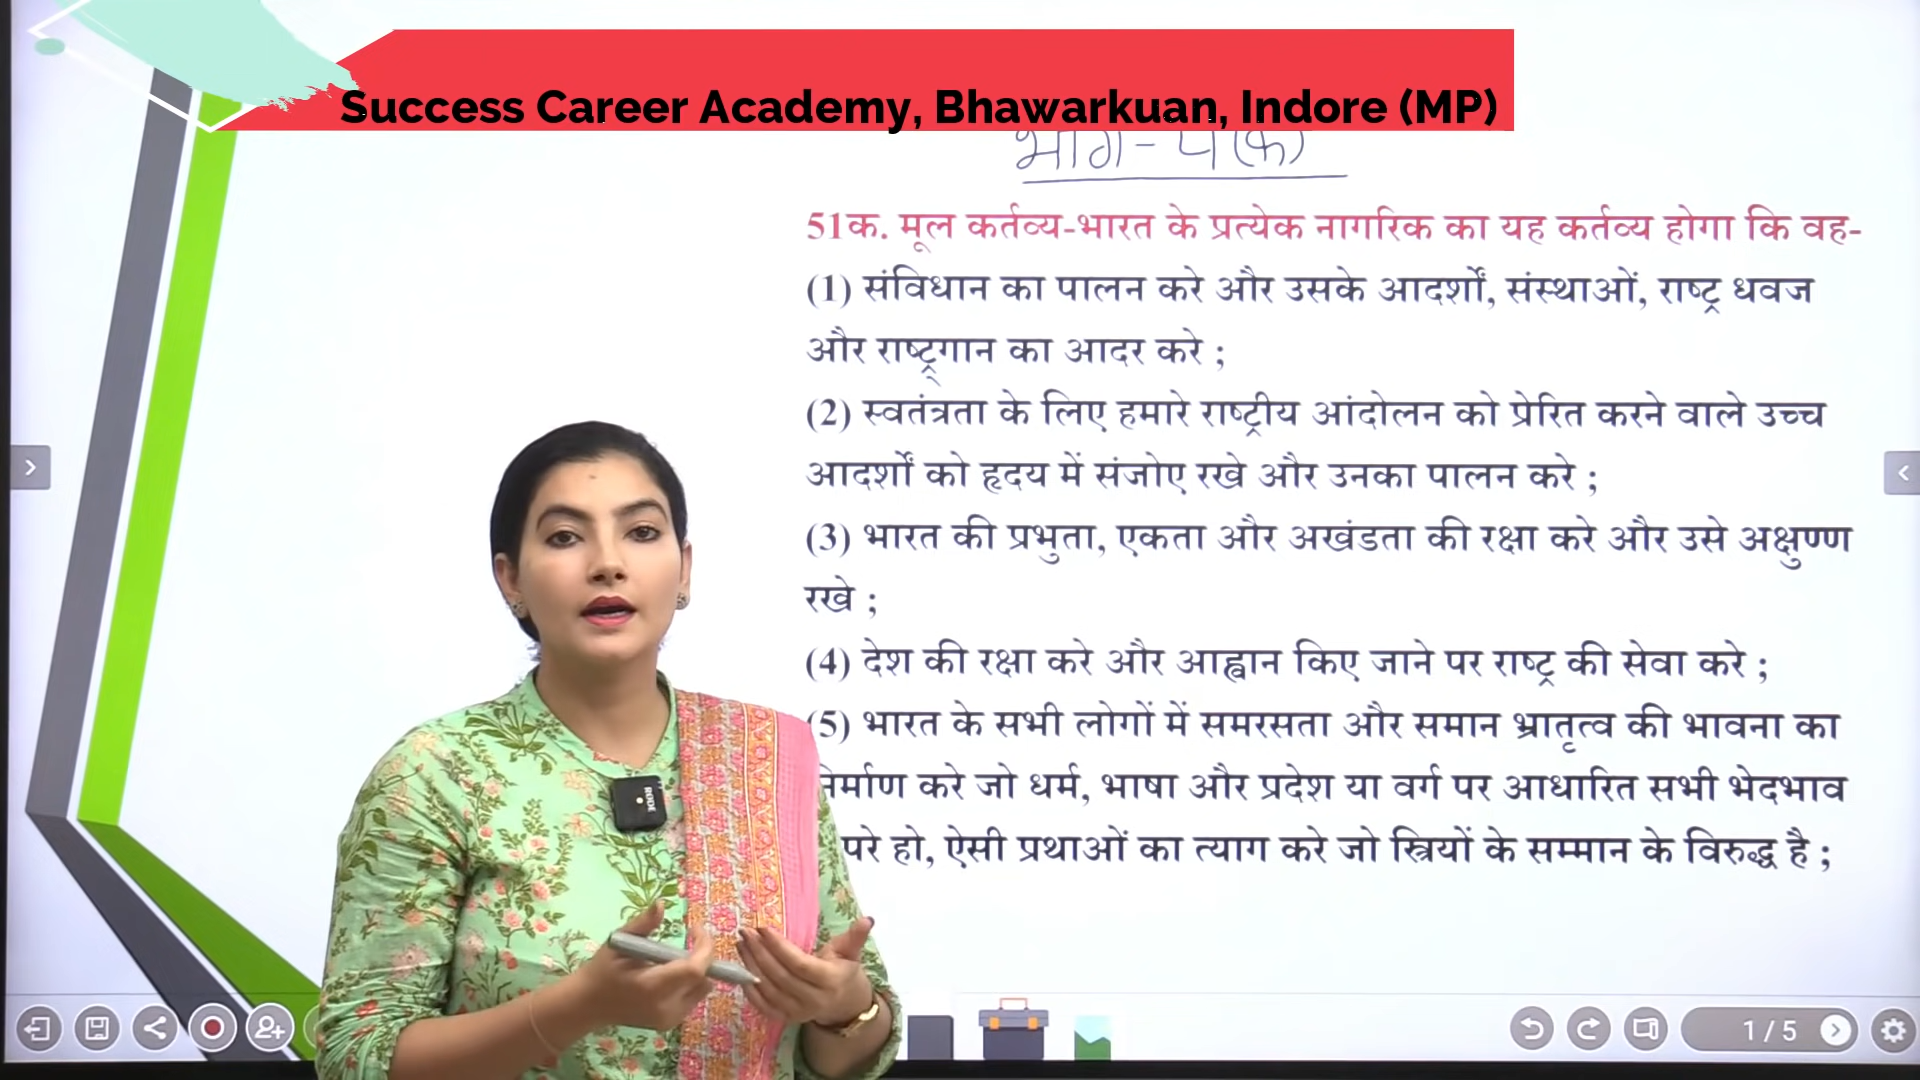 Success Career Academy, Bhawarkuan, Indore (MP)
भाग - 4 (क)
51क. मूल कर्तव्य-भारत के प्रत्येक नागरिक का यह कर्तव्य होगा कि वह-
(1) संविधान का पालन करे और उसके आदर्शों, संस्थाओं, राष्ट्र धवज
और राष्ट्रगान का आदर करे ;
(2) स्वतंत्रता के लिए हमारे राष्ट्रीय आंदोलन को प्रेरित करने वाले उच्च
आदर्शों को हृदय में संजोए रखे और उनका पालन करे ;
(3) भारत की प्रभुता, एकता और अखंडता की रक्षा करे और उसे अक्षुण्ण
रखे ;
(4) देश की रक्षा करे और आह्वान किए जाने पर राष्ट्र की सेवा करे ;
(5) भारत के सभी लोगों में समरसता और समान भ्रातृत्व की भावना का
र्माण करे जो धर्म, भाषा और प्रदेश या वर्ग पर आधारित सभी भेदभाव
परे हो, ऐसी प्रथाओं का त्याग करे जो स्त्रियों के सम्मान के विरुद्ध है ;
RODE
1 / 5